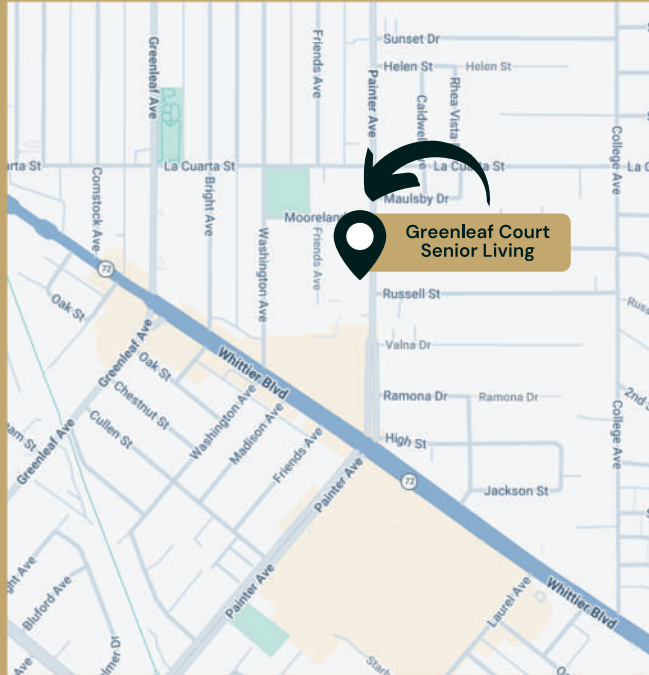 Sunset Dr
Greenleaf Ave
Friends Ave
Painter Ave
Helen St
Helen St
Caldwell Ave
Rhea Vista
College Ave
La Cuarta St
La Cuarta St
Comstock Ave
Bright Ave
Maulsby Dr
Mooreland
Washington Ave
Friends Ave
Greenleaf Court
Senior Living
72
Russell St
Oak St
Greenleaf Ave
Oak St
Whittier Blvd
Valna Dr
Chestnut St
Washington Ave
Madison Ave
Ramona Dr
Ramona Dr
College Ave
Cullen St
Greenleaf Ave
Friends Ave
High St
Painter Ave
72
Jackson St
Painter Ave
Bluford Ave
Laurel Ave
Whittier Blvd